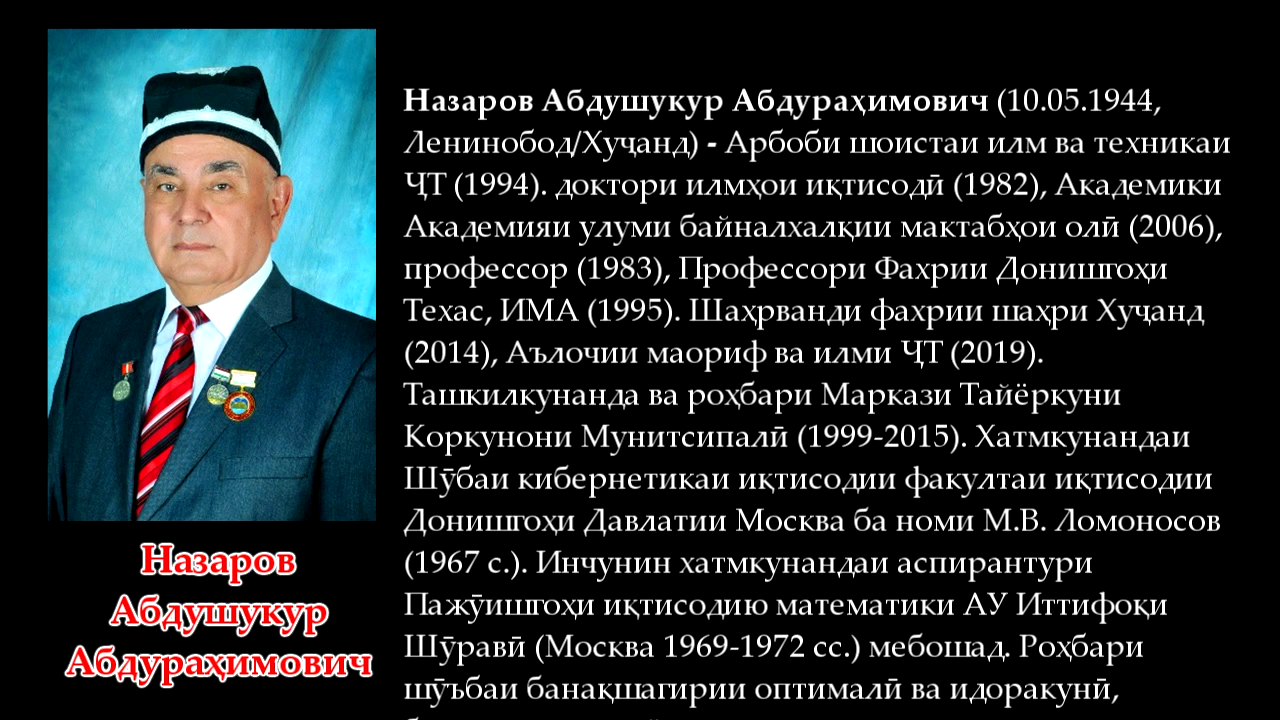 Назаров Абдушукур Абдураҳимович (10.05.1944,
Ленинобод/Хуҷанд) - Арбоби шоистаи илм ва техникаи
ҶТ (1994). доктори илмҳои иқтисодӣ (1982), Академики
Академияи улуми байналхалқии мактабҳои олӣ (2006),
профессор (1983), Профессори Фахрии Донишгоҳи
Техас, ИМА (1995). Шаҳрванди фахрии шаҳри Хуҷанд
(2014), Аълочии маориф ва илми ҶТ (2019).
Ташкилкунанда ва роҳбари Маркази Тайёркуни
Коркунони Мунитсипалӣ (1999-2015). Хатмкунандаи
Шӯбаи кибернетикаи иқтисодии факултаи иқтисодии
Донишгоҳи Давлатии Москва ба номи М.В. Ломоносов
(1967 с.). Инчунин хатмкунандаи аспирантури
Пажӯишгоҳи иқтисодию математики АУ Иттифоқи
Шӯравӣ (Москва 1969-1972 сс.) мебошад. Роҳбари
шӯъбаи банақшагирии оптималӣ ва идоракунӣ,
Назаров
Абдушукур
Абдураҳимович